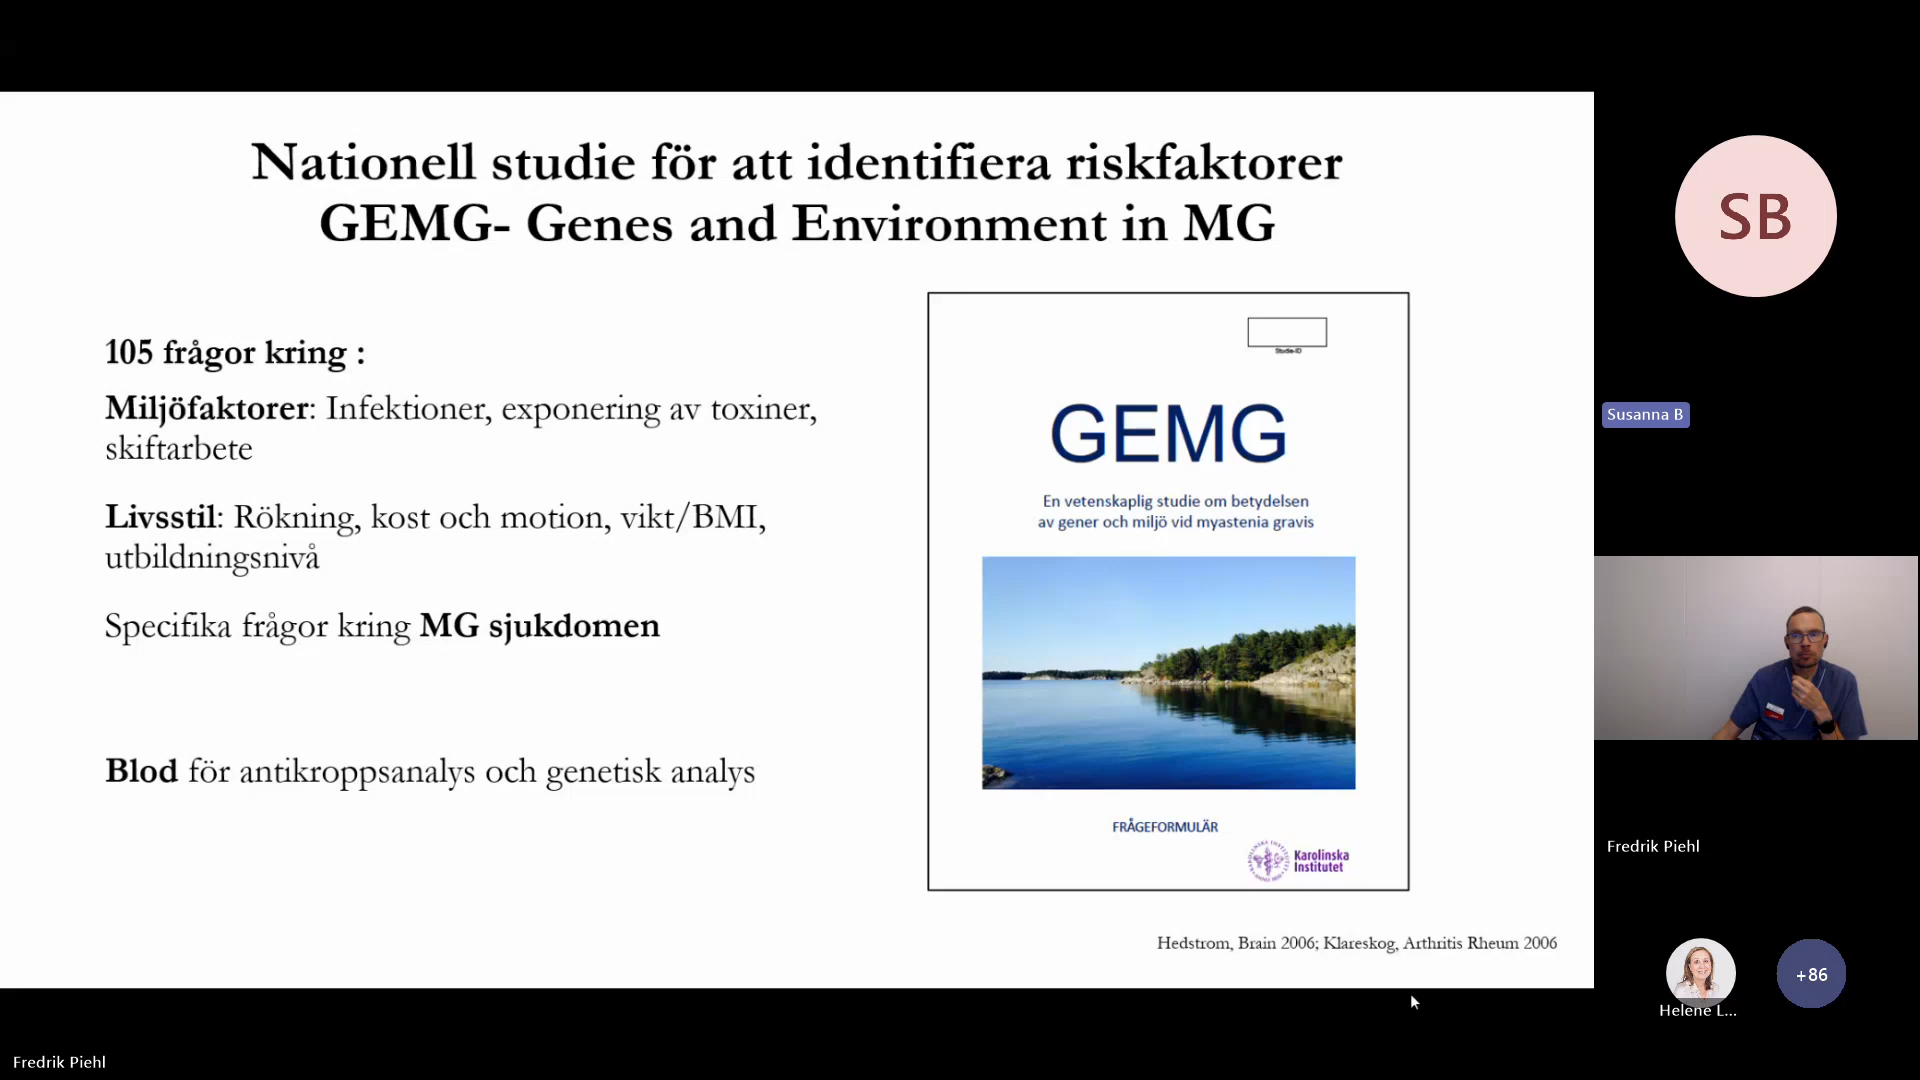 Nationell studie för att identifiera riskfaktorer
GEMG- Genes and Environment in MG
105 frågor kring :
Miljöfaktorer: Infektioner, exponering av toxiner,
skiftarbete
Livsstil: Rökning, kost och motion, vikt/BMI,
utbildningsnivå
Specifika frågor kring MG sjukdomen
Blod för antikroppsanalys och genetisk analys
Studie-ID
GEMG
En vetenskaplig studie om betydelsen
av gener och miljö vid myastenia gravis
FRÅGEFORMULÄR
Karolinska
Institutet
Hedstrom, Brain 2006; Klareskog, Arthritis Rheum 2006
SB
Susanna B
Fredrik Piehl
+86
Helene L...
Fredrik Piehl